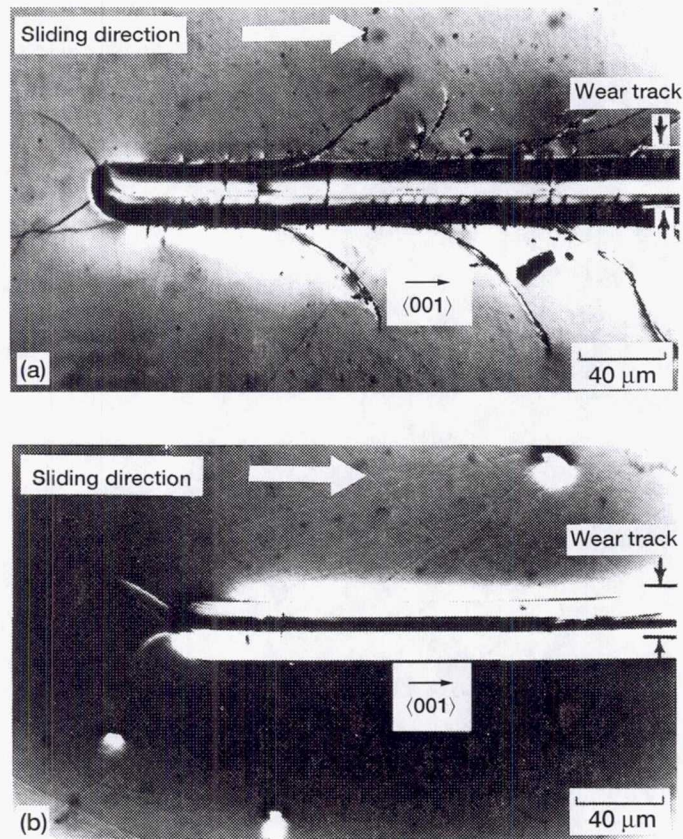 Sliding direction
Wear track
⟨001⟩
(a)
40 μm
Sliding direction
Wear track
⟨001⟩
(b)
40 μm